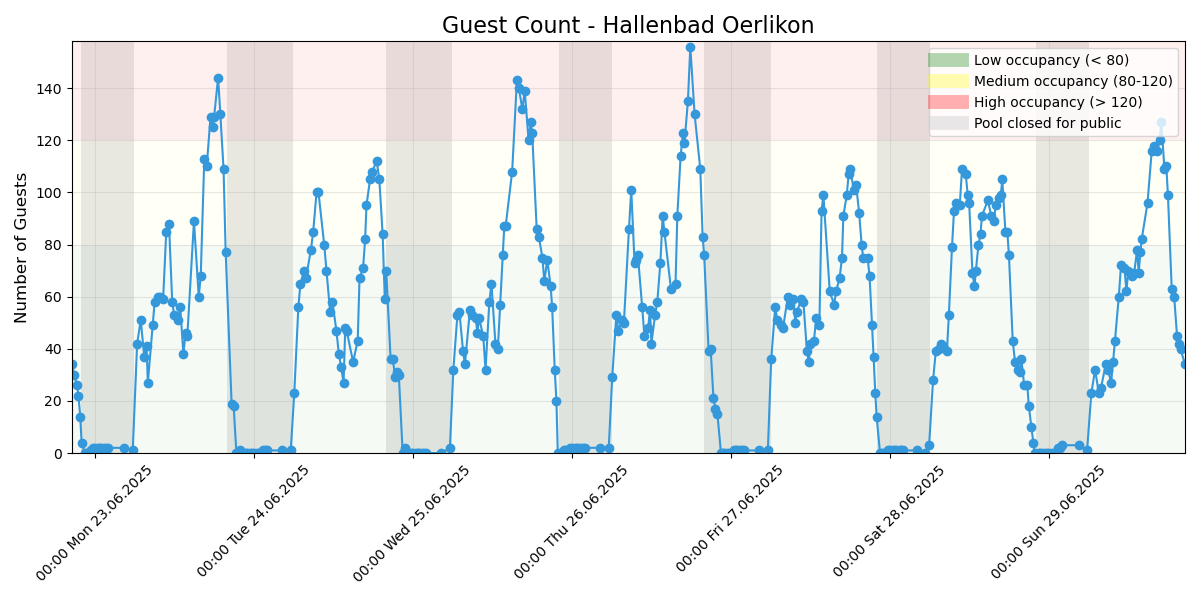 Guest Count - Hallenbad Oerlikon
Number of Guests
140
120
100
80
60
40
20
0
Low occupancy (< 80)
Medium occupancy (80-120)
High occupancy (> 120)
Pool closed for public
00:00 Mon 23.06.2025
00:00 Tue 24.06.2025
00:00 Wed 25.06.2025
00:00 Thu 26.06.2025
00:00 Fri 27.06.2025
00:00 Sat 28.06.2025
00:00 Sun 29.06.2025